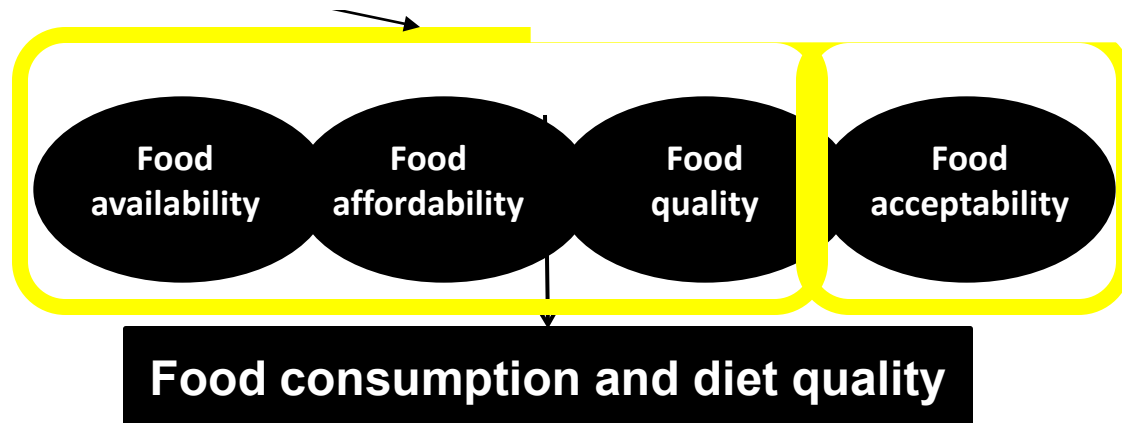 Food
availability
Food
affordability
Food
quality
Food
acceptability
Food consumption and diet quality